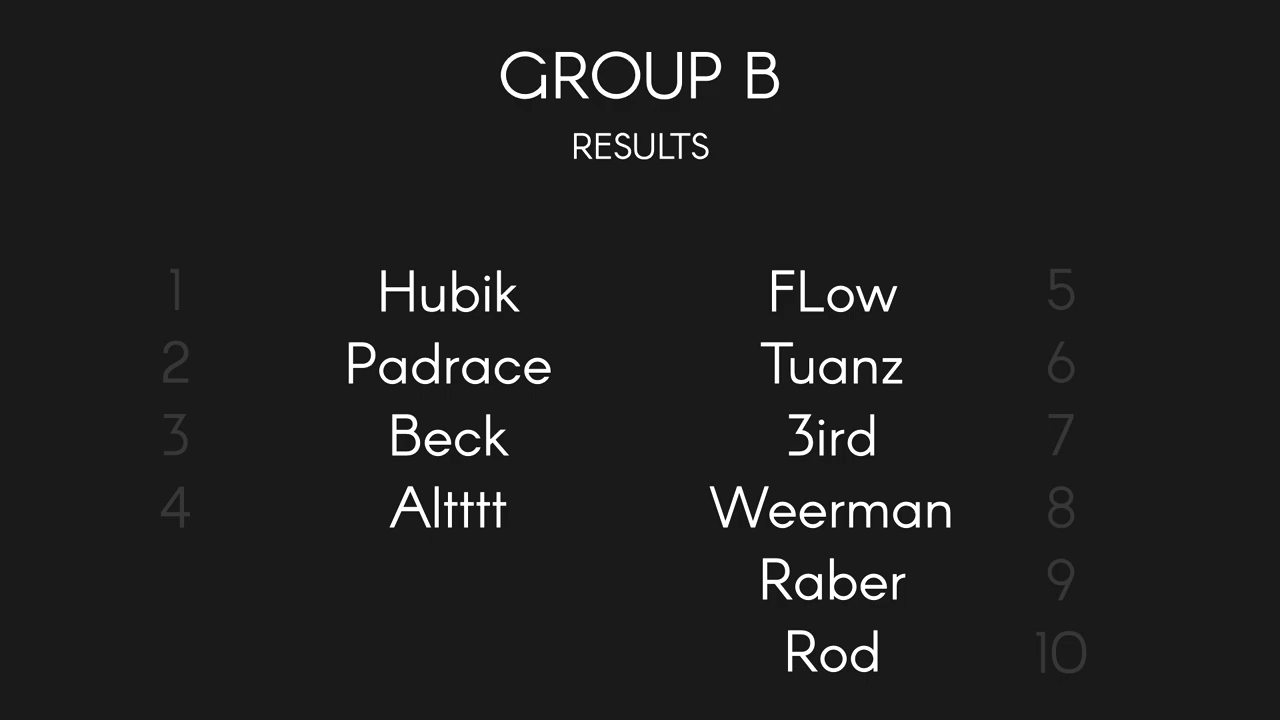 GROUP B
RESULTS
1 Hubik
2 Padrace
3 Beck
4 Altttt
FLow 5
Tuanz 6
3ird 7
Weerman 8
Raber 9
Rod 10